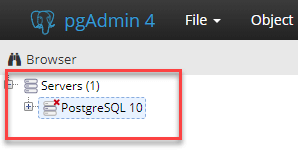 pgAdmin 4 File Object
Browser
Servers (1)
PostgreSQL 10